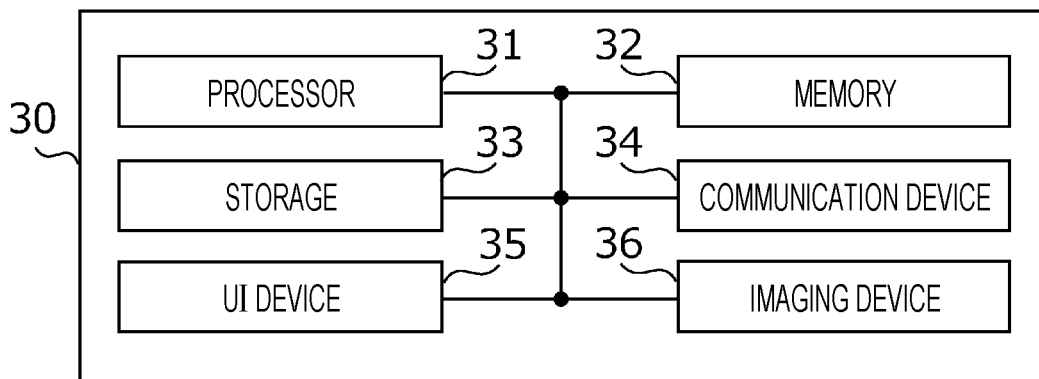 31
32
PROCESSOR
MEMORY
30
33
34
STORAGE
COMMUNICATION DEVICE
35
36
UI DEVICE
IMAGING DEVICE